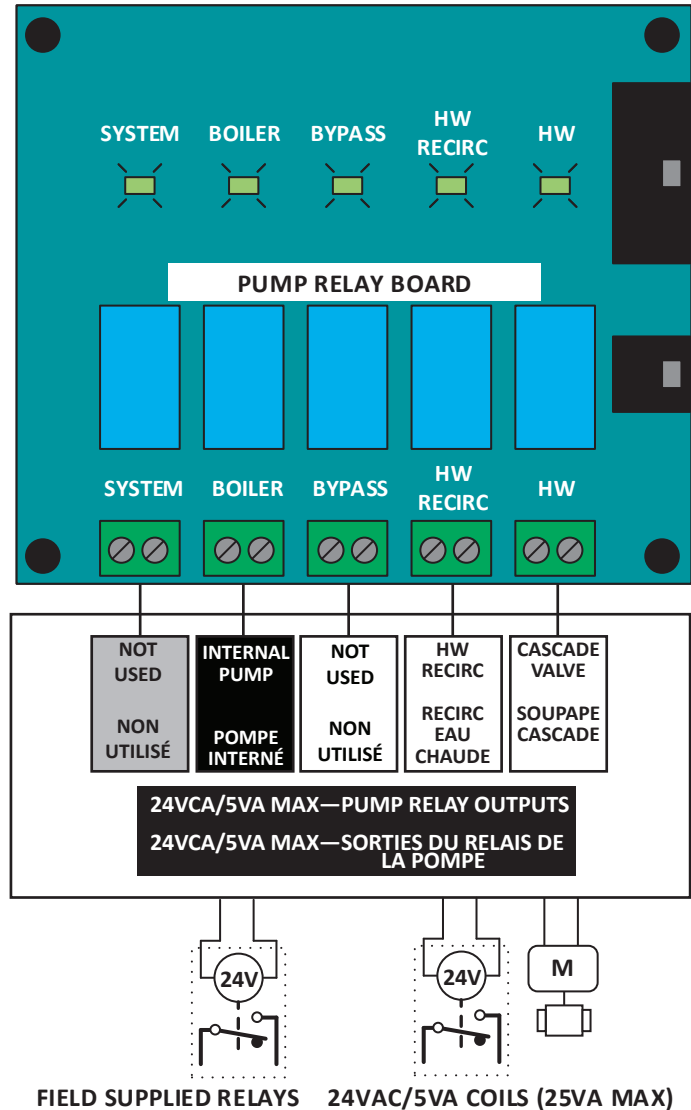 SYSTEM BOILER BYPASS HW RECIRC HW
PUMP RELAY BOARD
SYSTEM BOILER BYPASS HW RECIRC HW
NOT USED
NON UTILISÉ
INTERNAL PUMP
POMPE INTERNÉ
NOT USED
NON UTILISÉ
HW RECIRC
RECIRC EAU CHAUDE
CASCADE VALVE
SOUPAPE CASCADE
24VCA/5VA MAX—PUMP RELAY OUTPUTS
24VCA/5VA MAX—SORTIES DU RELAIS DE
LA POMPE
24V 24V M
FIELD SUPPLIED RELAYS 24VAC/5VA COILS (25VA MAX)